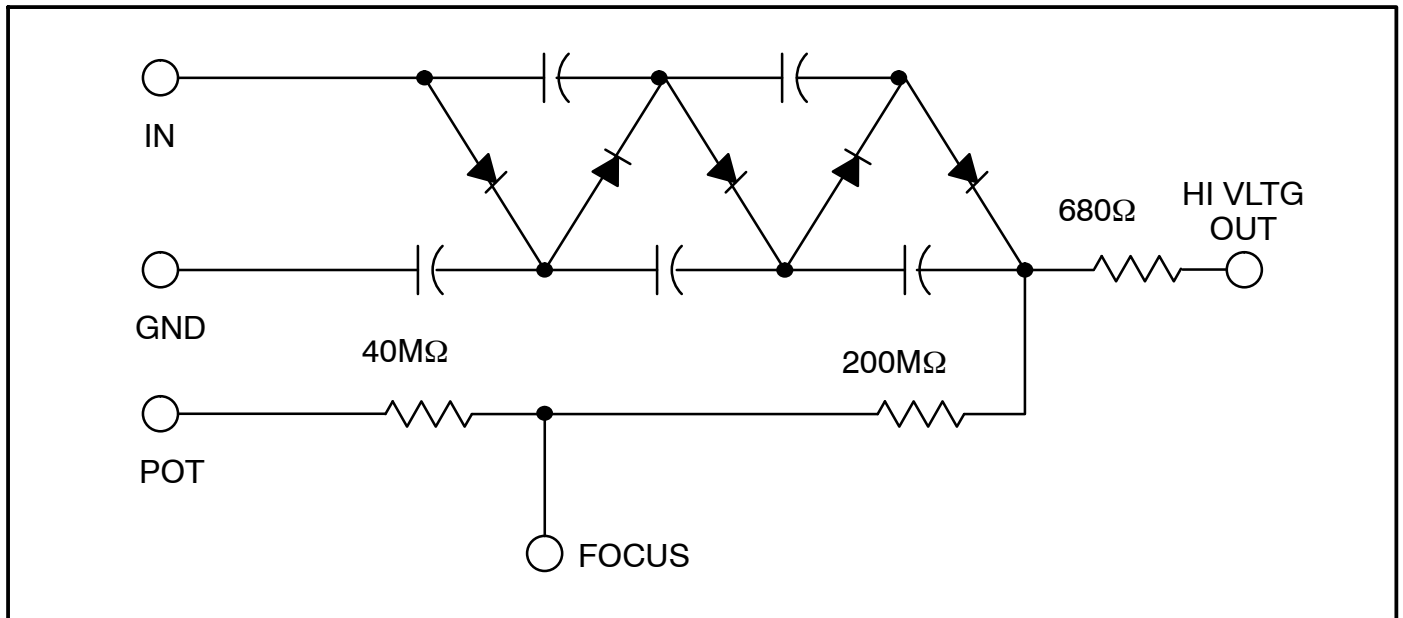 IN
680Ω
HI VLTG
OUT
GND
40MΩ
200MΩ
POT
FOCUS